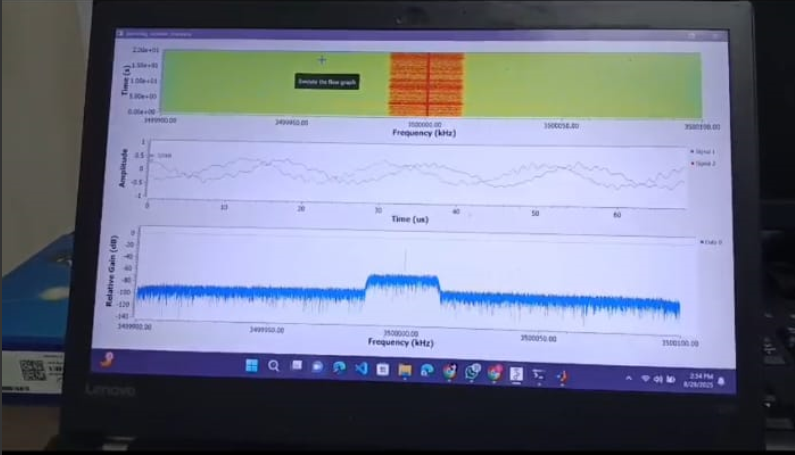 2.00e+01
1.50e+01
1.00e+01
5.00e+00
0.00e+00
Time (s)
Execute the flow graph
3499900.00
3499950.00
3500000.00
3500050.00
3500100.00
Frequency (kHz)
Amplitude
1
0.5
0
-0.5
-1
Signal 1
Signal 2
0
10
20
30
40
50
60
Time (us)
Relative Gain (dB)
0
-20
-40
-60
-80
-100
-120
-140
Data 0
3499900.00
3499950.00
3500000.00
3500050.00
3500100.00
Frequency (kHz)
2:34 PM
8/29/2025
Lenovo